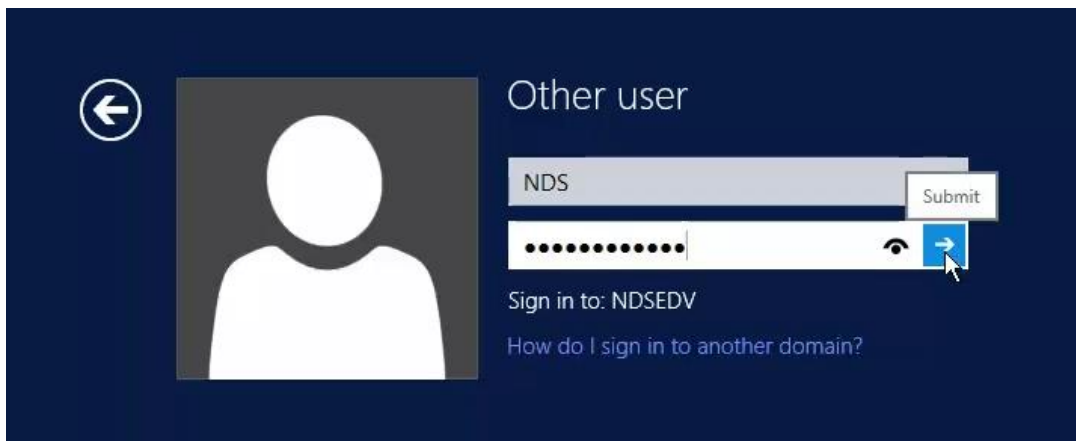 Other user
NDS
Submit
••••••••••••
Sign in to: NDSEDV
How do I sign in to another domain?